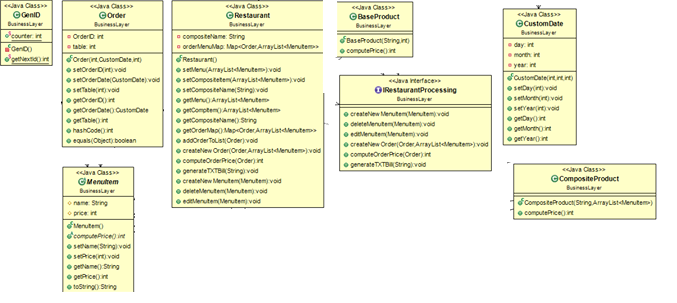 <<Java Class>>
GenID
BusinessLayer
counter: int
GenID()
getNextId():int
<<Java Class>>
Order
BusinessLayer
OrderID: int
table: int
Order(int,CustomDate,int)
setOrderID(int):void
setOrderDate(CustomDate):void
setTable(int):void
getOrderID():int
getOrderDate():CustomDate
getTable():int
hashCode():int
equals(Object):boolean
<<Java Class>>
MenuItem
BusinessLayer
name: String
price: int
MenuItem()
computePrice():int
setName(String):void
setPrice(int):void
getName():String
getPrice():int
toString():String
<<Java Class>>
Restaurant
BusinessLayer
compositeName: String
orderMenuMap: Map<Order,ArrayList<MenuItem>>
Restaurant()
setMenu(ArrayList<MenuItem>):void
setCompositeItem(ArrayList<MenuItem>):void
setCompositeName(String):void
getMenu():ArrayList<MenuItem>
getCompItem():ArrayList<MenuItem>
getCompositeName():String
getOrderMap():Map<Order,ArrayList<MenuItem>>
addOrderToList(Order):void
createNew Order(Order,ArrayList<MenuItem>):void
computeOrderPrice(Order):int
generateTXTBill(String):void
createNew MenuItem(MenuItem):void
deleteMenuItem(MenuItem):void
editMenuItem(MenuItem):void
<<Java Class>>
BaseProduct
BusinessLayer
BaseProduct(String,int)
computePrice():int
<<Java Interface>>
IRestaurantProcessing
BusinessLayer
createNew MenuItem(MenuItem):void
deleteMenuItem(MenuItem):void
editMenuItem(MenuItem):void
createNew Order(Order,ArrayList<MenuItem>):void
computeOrderPrice(Order):int
generateTXTBill(String):void
<<Java Class>>
CustomDate
BusinessLayer
day: int
month: int
year: int
CustomDate(int,int,int)
setDay(int):void
setMonth(int):void
setYear(int):void
getDay():int
getMonth():int
getYear():int
<<Java Class>>
CompositeProduct
BusinessLayer
CompositeProduct(String,ArrayList<MenuItem>)
computePrice():int